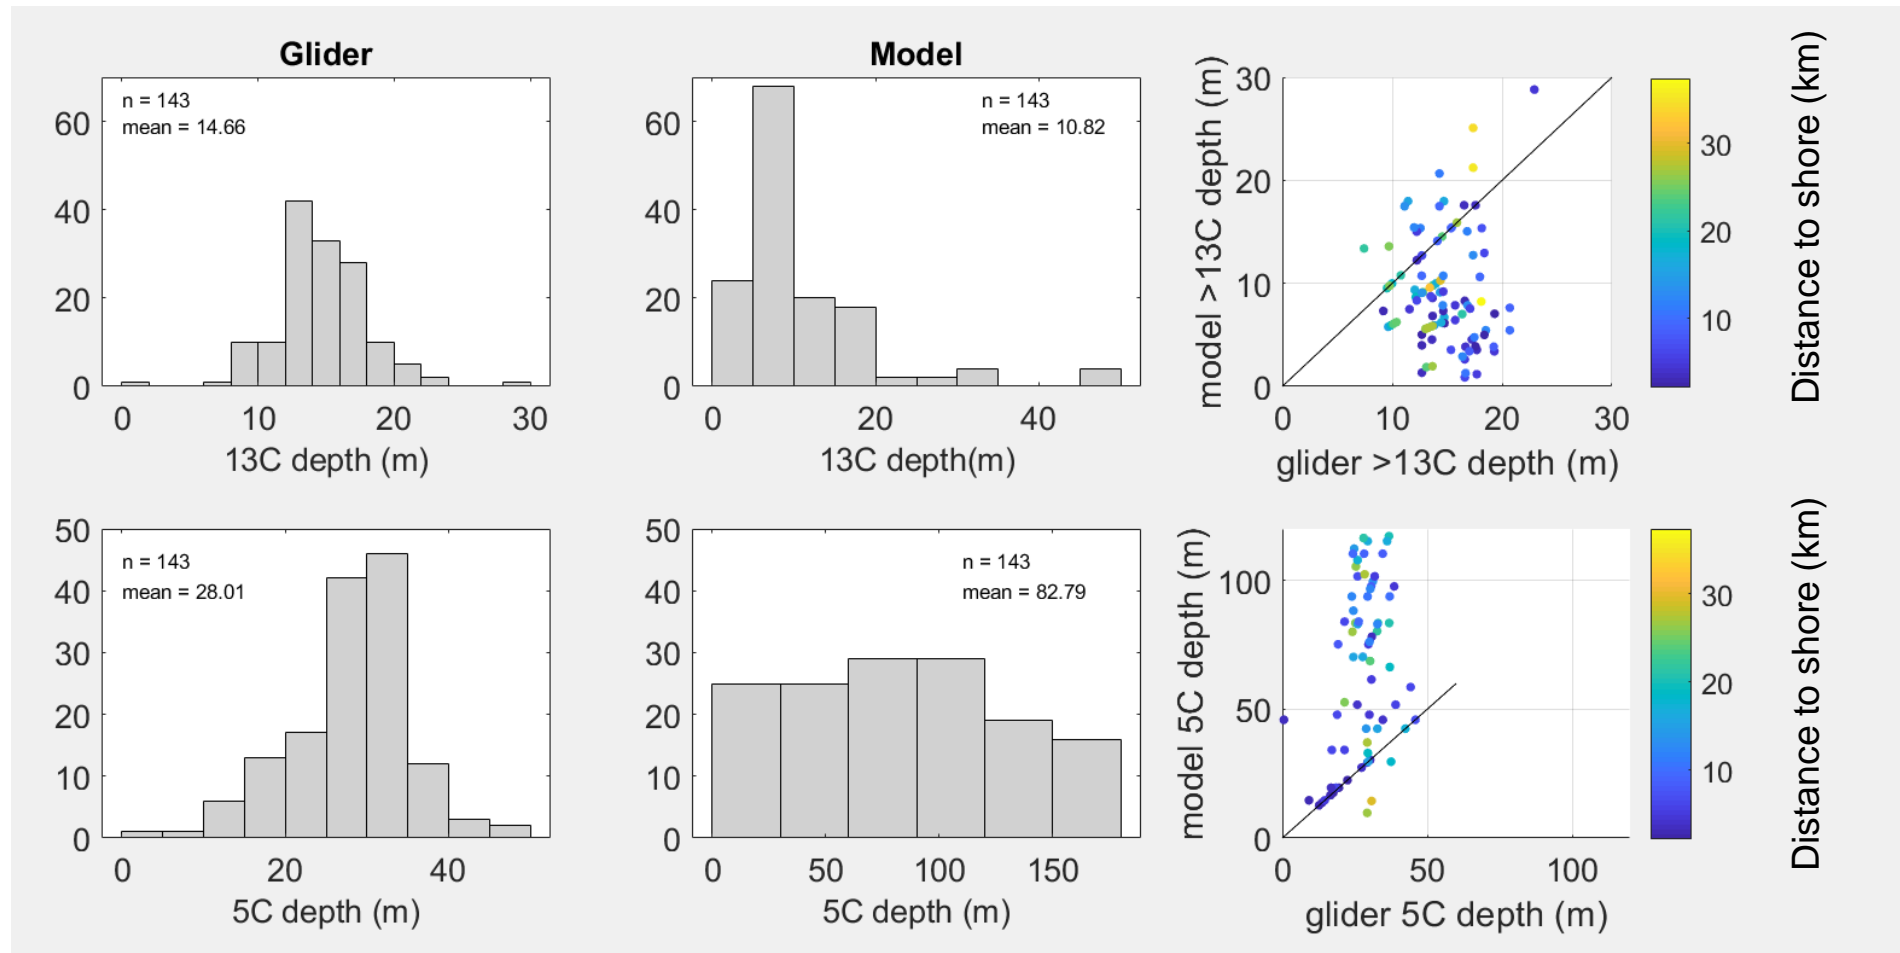 Glider
n = 143
mean = 14.66
60
40
20
0
0 10 20 30
13C depth (m)
Model
n = 143
mean = 10.82
60
40
20
0
0 20 40
13C depth(m)
model >13C depth (m)
30
20
10
0
0 10 20 30
glider >13C depth (m)
30
20
10
Distance to shore (km)
n = 143
mean = 28.01
50
40
30
20
10
0
0 20 40
5C depth (m)
n = 143
mean = 82.79
50
40
30
20
10
0
0 50 100 150
5C depth (m)
model 5C depth (m)
100
50
0
0 50 100
glider 5C depth (m)
30
20
10
Distance to shore (km)